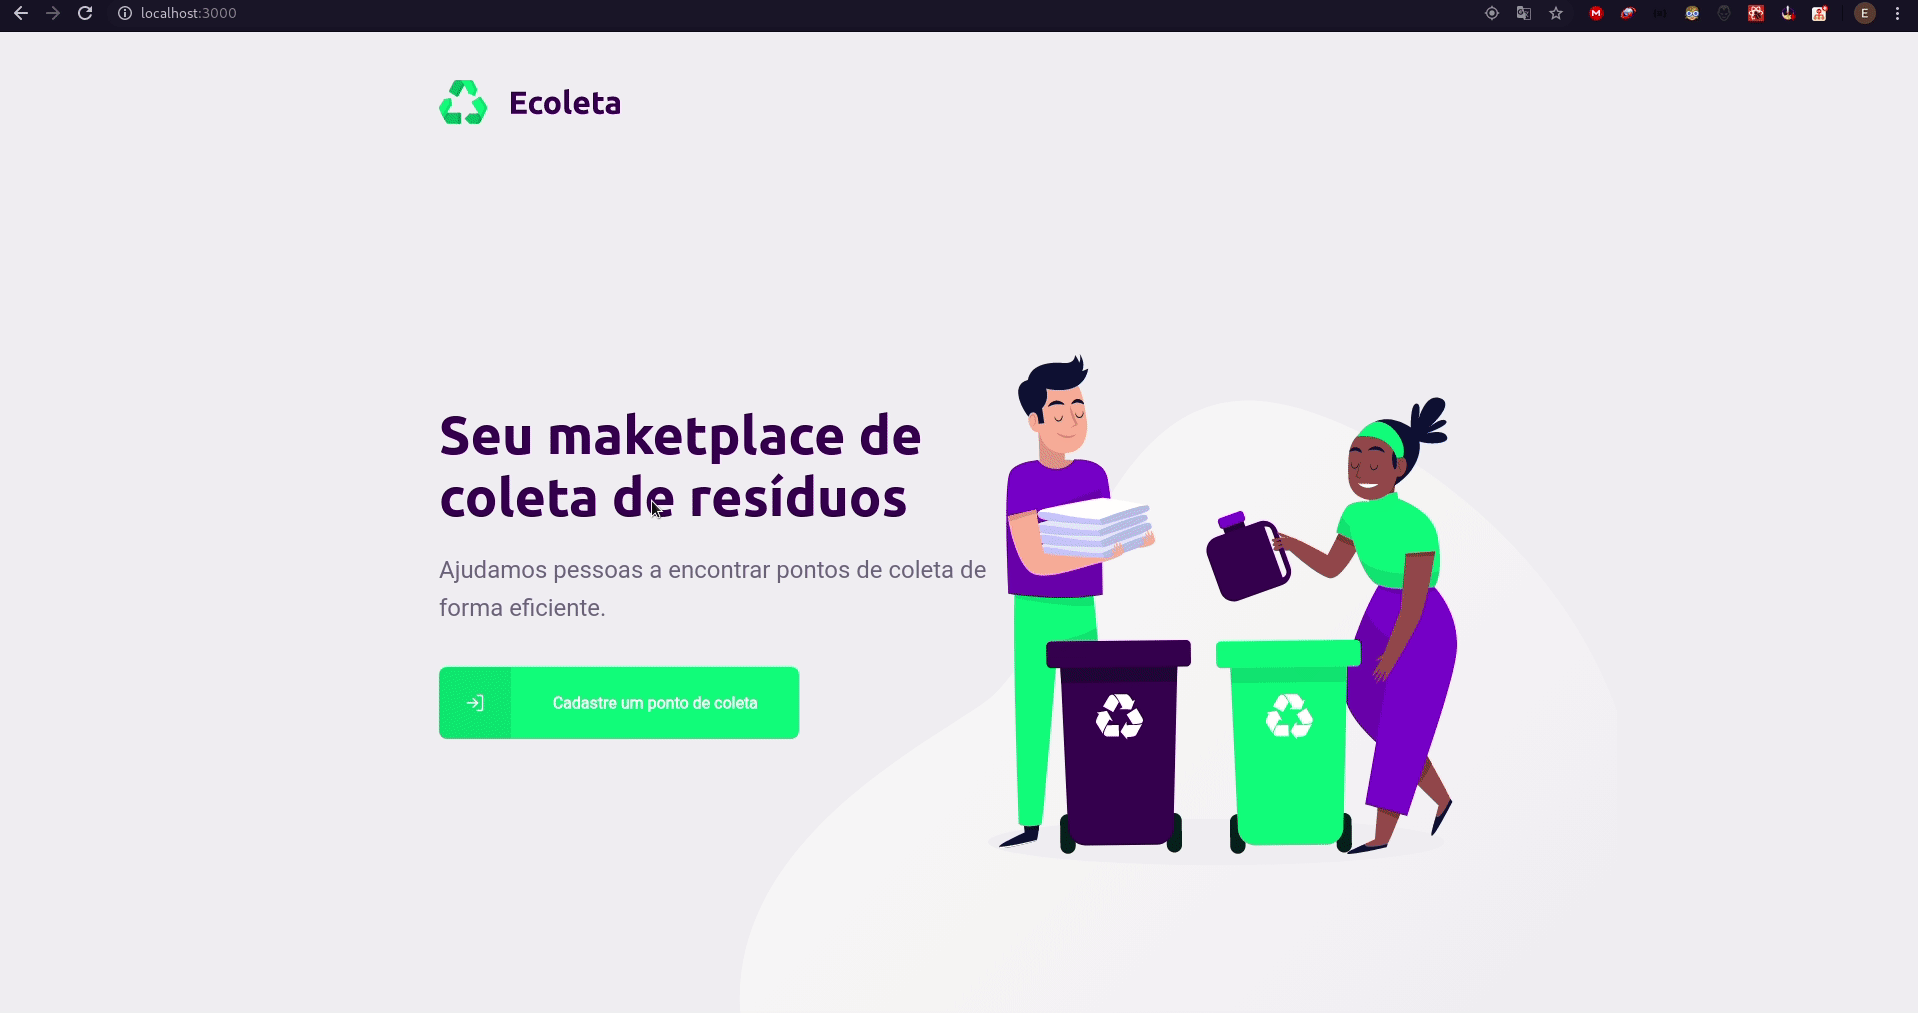 localhost:3000
E
Ecoleta
Seu maketplace de
coleta de resíduos
Ajudamos pessoas a encontrar pontos de coleta de
forma eficiente.
Cadastre um ponto de coleta